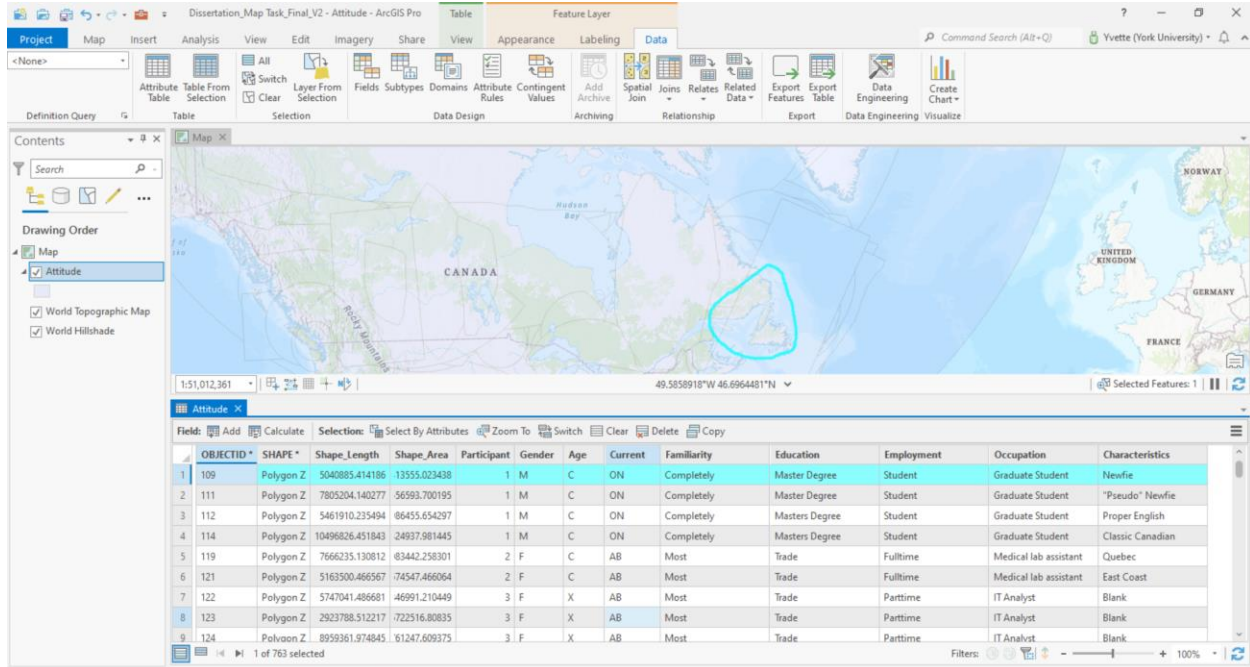 Dissertation_Map Task_Final_V2 - Attitude - ArcGIS Pro Table Feature Layer ?
Project Map Insert Analysis View Edit Imagery Share View Appearance Labeling Data Command Search (Alt+Q) Yvette (York University)
<None> All Switch Clear
Attribute Table Table From Selection Layer From Selection Fields Subtypes Domains Attribute Rules Contingent Values Add Archive Spatial Join Joins Relates Related Data Export Features Export Table Data Engineering Create Chart
Definition Query Table Selection Data Design Archiving Relationship Export Data Engineering Visualize
Contents
Map
Search
Drawing Order
Map
Attitude
World Topographic Map
World Hillshade
Hudson
Bay
NORWAY
CANADA
UNITED
KINGDOM
GERMANY
Rocky Mountains
FRANCE
1:51,012,361 49.5858918°W 46.6964481°N Selected Features: 1
Attitude
Field: Add Calculate Selection: Select By Attributes Zoom To Switch Clear Delete Copy
OBJECTID * SHAPE * Shape_Length Shape_Area Participant Gender Age Current Familiarity Education Employment Occupation Characteristics
1 109 Polygon Z 5040885.414186 13555.023438 1 M C ON Completely Master Degree Student Graduate Student Newfie
2 111 Polygon Z 7805204.140277 56593.700195 1 M C ON Completely Master Degree Student Graduate Student "Pseudo" Newfie
3 112 Polygon Z 5461910.235494 86455.654297 1 M C ON Completely Masters Degree Student Graduate Student Proper English
4 114 Polygon Z 10496826.451843 24937.981445 1 M C ON Completely Masters Degree Student Graduate Student Classic Canadian
5 119 Polygon Z 7666235.130812 83442.258301 2 F C AB Most Trade Fulltime Medical lab assistant Quebec
6 121 Polygon Z 5163500.466567 74547.466064 2 F C AB Most Trade Fulltime Medical lab assistant East Coast
7 122 Polygon Z 5747041.486681 46991.210449 3 F X AB Most Trade Parttime IT Analyst Blank
8 123 Polygon Z 2923788.512217 722516.80835 3 F X AB Most Trade Parttime IT Analyst Blank
9 124 Polygon Z 8959361.974845 61247.609375 3 F X AB Most Trade Parttime IT Analyst Blank
1 of 763 selected Filters: 100%